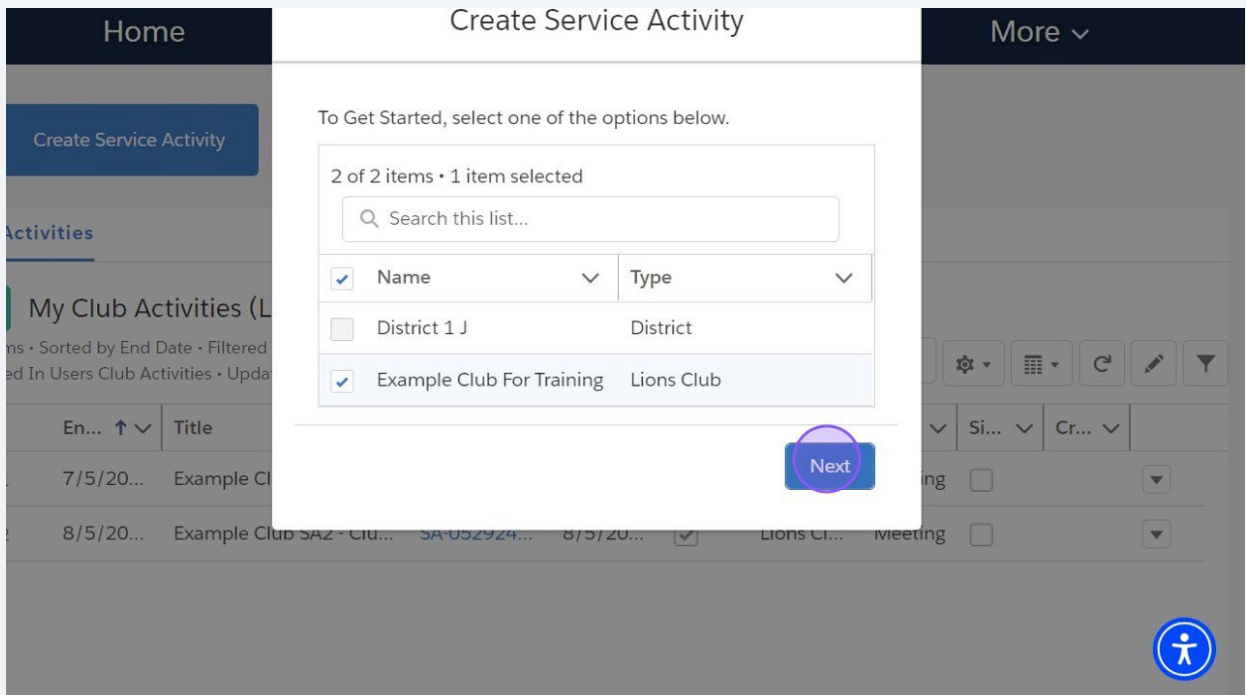 Home
Create Service Activity
More
To Get Started, select one of the options below.
Create Service Activity
2 of 2 items • 1 item selected
Search this list...
Activities
Name
Type
My Club Activities (L
District 1 J
District
ms • Sorted by End Date • Filtered
ed In Users Club Activities • Upda
Example Club For Training
Lions Club
En...
Title
Si...
Cr...
Next
7/5/20...
Example Cl
ing
8/5/20...
Example Club SA2 - Clu...
SA-052924...
8/5/20...
Lions Cl...
Meeting